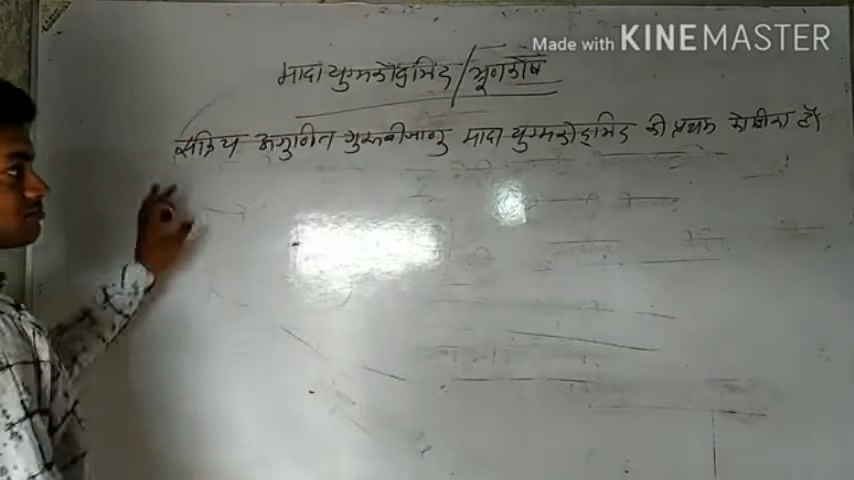 Made with KINEMASTER
मादा युग्मकोद्भिद / भ्रूणकोष
सक्रिय अगुणित गुरुबीजाणु मादा युग्मकोद्भिद की प्रथम कोशिका है।